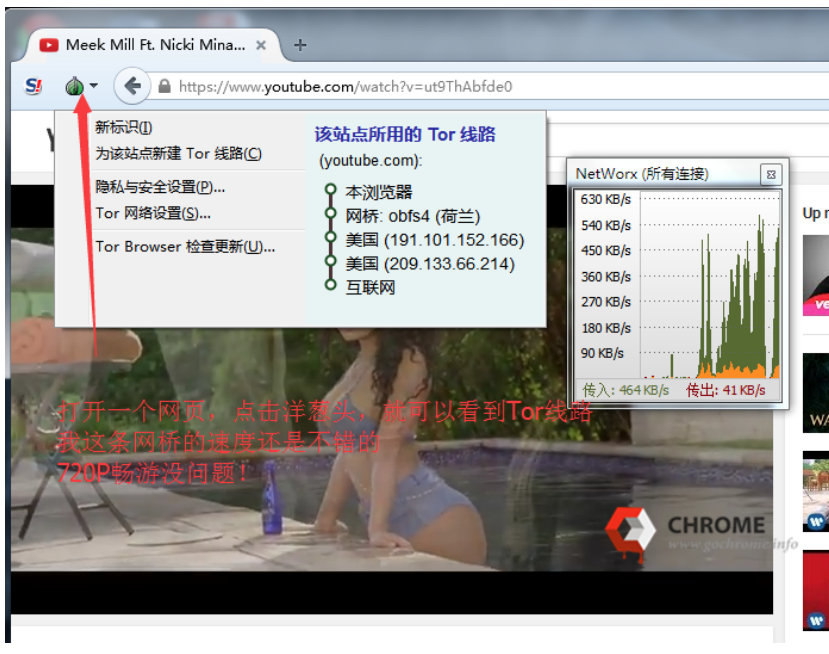 Meek Mill Ft. Nicki Mina...
S!
https://www.youtube.com/watch?v=ut9ThAbfde0
新标识(I)
为该站点新建 Tor 线路(C)
隐私与安全设置(P)...
Tor 网络设置(S)...
Tor Browser 检查更新(U)...
该站点所用的 Tor 线路
(youtube.com):
本浏览器
网桥: obfs4 (荷兰)
美国 (191.101.152.166)
美国 (209.133.66.214)
互联网
NetWorx (所有连接)
630 KB/s
540 KB/s
450 KB/s
360 KB/s
270 KB/s
180 KB/s
90 KB/s
传入: 464 KB/s 传出: 41 KB/s
Up n
ve
WA
打开一个网页，点击洋葱头，就可以看到Tor线路
我这条网桥的速度还是不错的
720P畅游没问题！
CHROME
www.gochrome.info